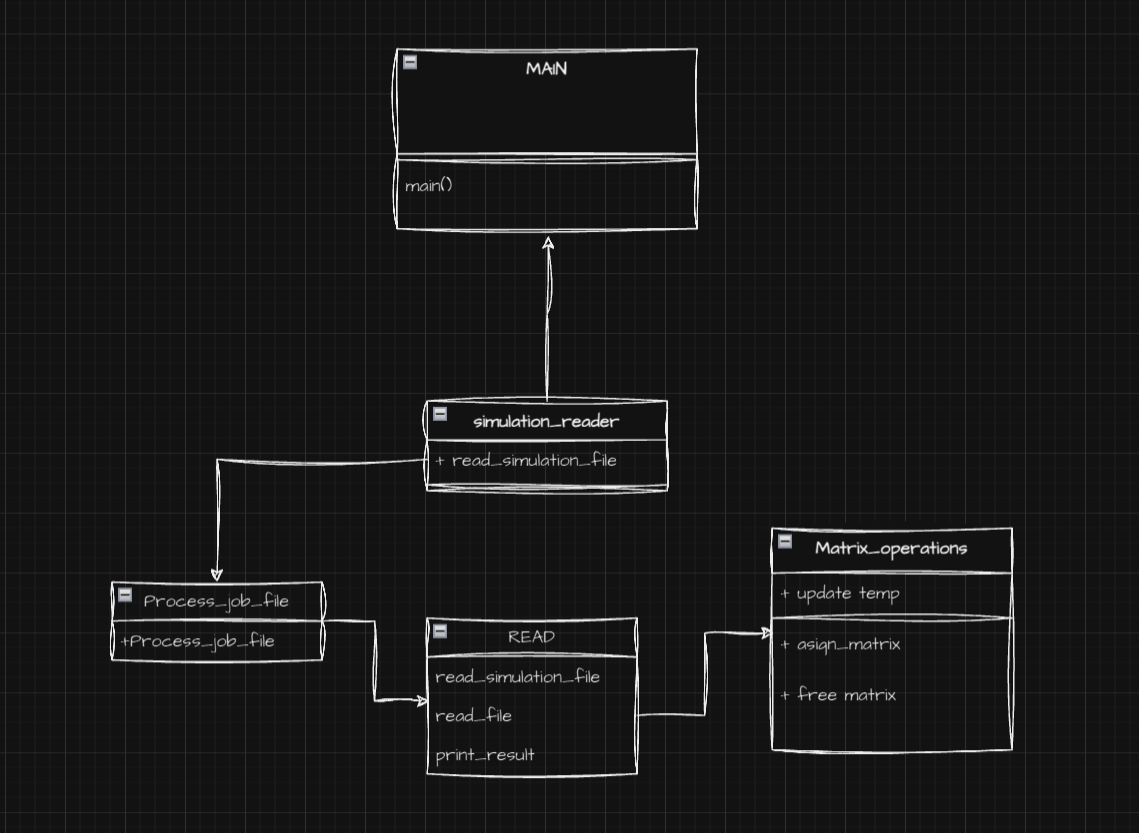 MAIN
main()
simulation_reader
+ read_simulation_file
Process_job_file
+Process_job_file
READ
read_simulation_file
read_file
print_result
Matrix_operations
+ update temp
+ asign_matrix
+ free matrix